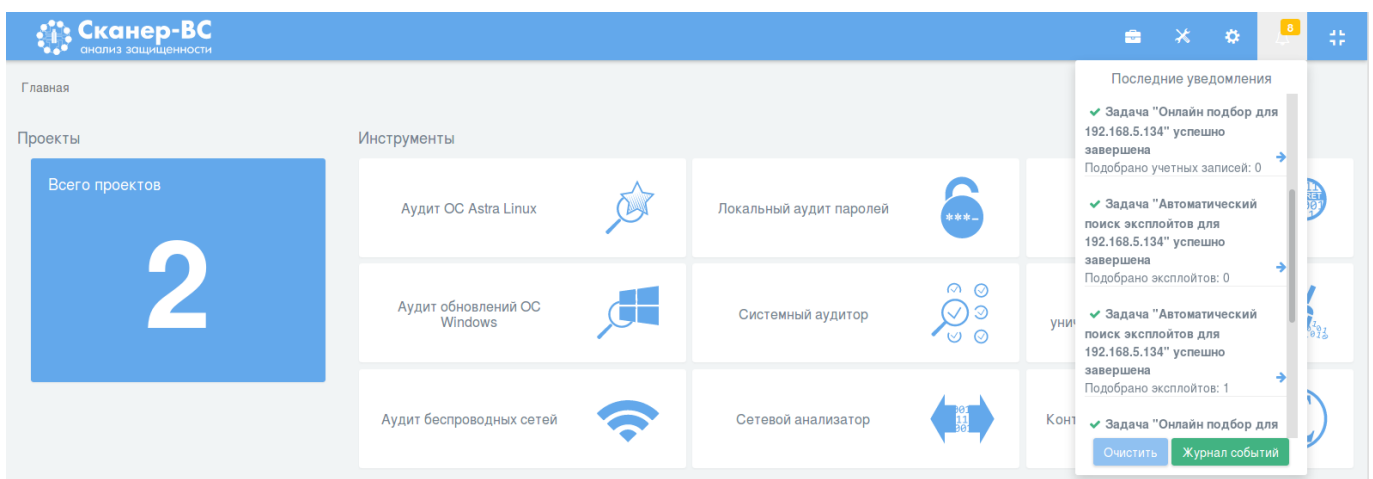 Сканер-ВС
анализ защищенности
8
Главная
Последние уведомления
Проекты
Инструменты
Всего проектов
2
Аудит ОС Astra Linux
Локальный аудит паролей
***_
Аудит обновлений ОС
Windows
Системный аудитор
Аудит беспроводных сетей
Сетевой анализатор
Задача "Онлайн подбор для
192.168.5.134" успешно
завершена
Подобрано учетных записей: 0
Задача "Автоматический
поиск эксплойтов для
192.168.5.134" успешно
завершена
Подобрано эксплойтов: 0
Задача "Автоматический
поиск эксплойтов для
192.168.5.134" успешно
завершена
Подобрано эксплойтов: 1
Задача "Онлайн подбор для
Очистить
Журнал событий